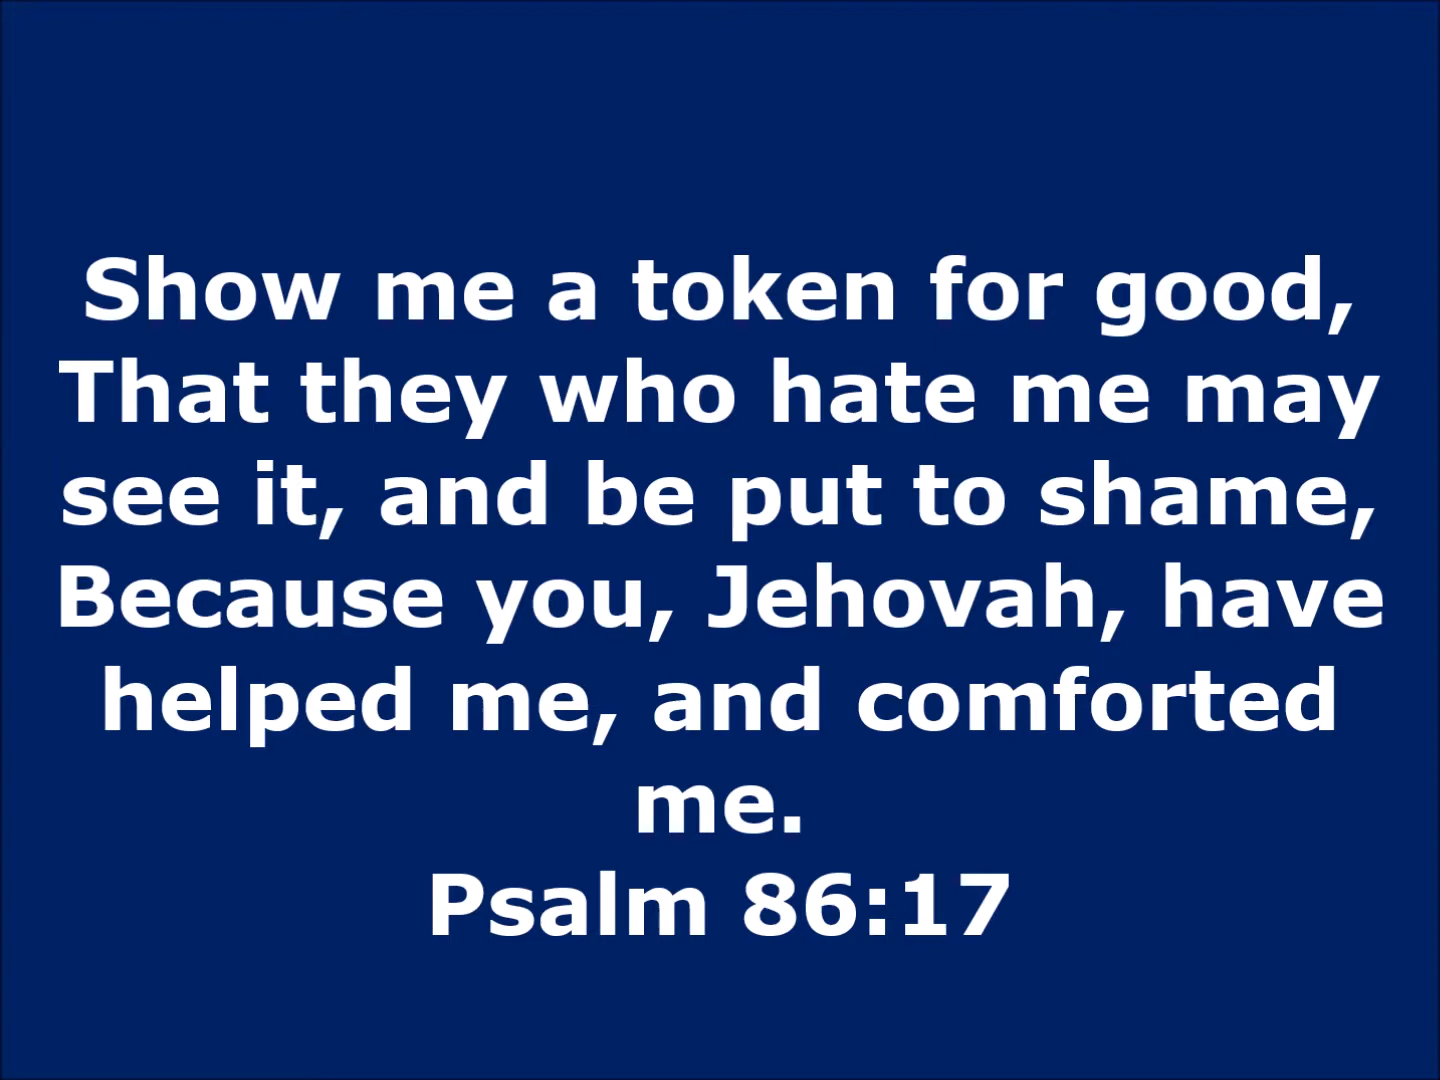 Show me a token for good,
That they who hate me may
see it, and be put to shame,
Because you, Jehovah, have
helped me, and comforted
me.
Psalm 86:17